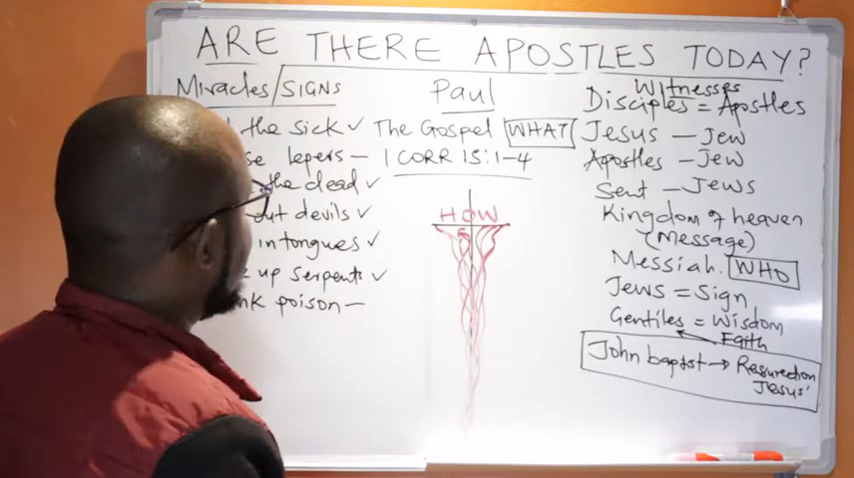 ARE THERE APOSTLES TODAY?
Miracles/SIGNS
the sick ✓
lepers –
the dead ✓
out devils ✓
in tongues ✓
up serpents ✓
poison –
Paul
The Gospel WHAT
1 CORR 15:1-4
HOW
Witnesses
Disciples = Apostles
Jesus – Jew
Apostles – Jew
Sent – Jews
Kingdom of heaven
(Message)
Messiah. WHO
Jews = Sign
Gentiles = Wisdom
Faith
John baptist → Resurection
Jesus'